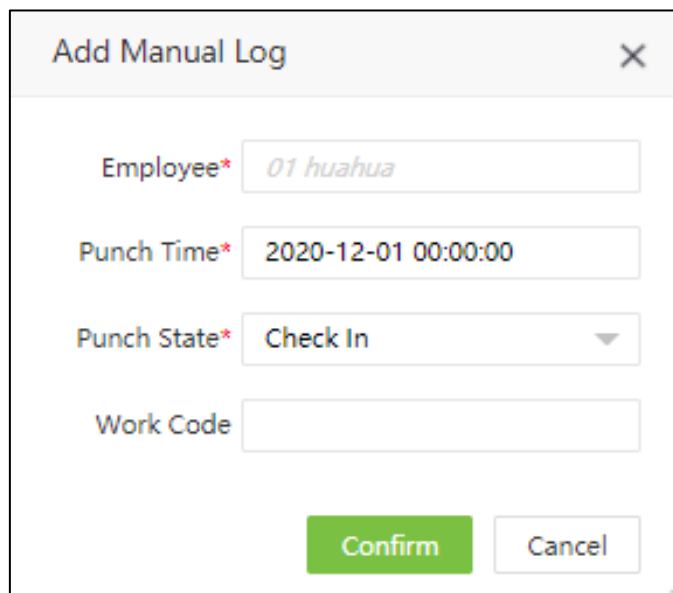 Add Manual Log
Employee* 01 huahua
Punch Time* 2020-12-01 00:00:00
Punch State* Check In
Work Code
Confirm Cancel